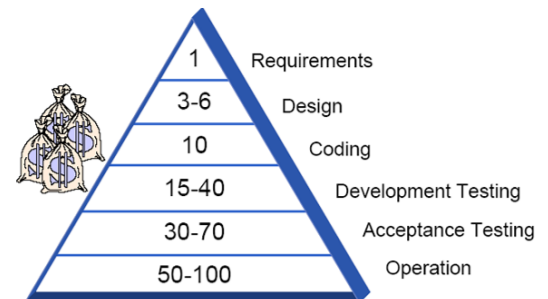 1 Requirements
3-6 Design
10 Coding
15-40 Development Testing
30-70 Acceptance Testing
50-100 Operation
$
$
$
$